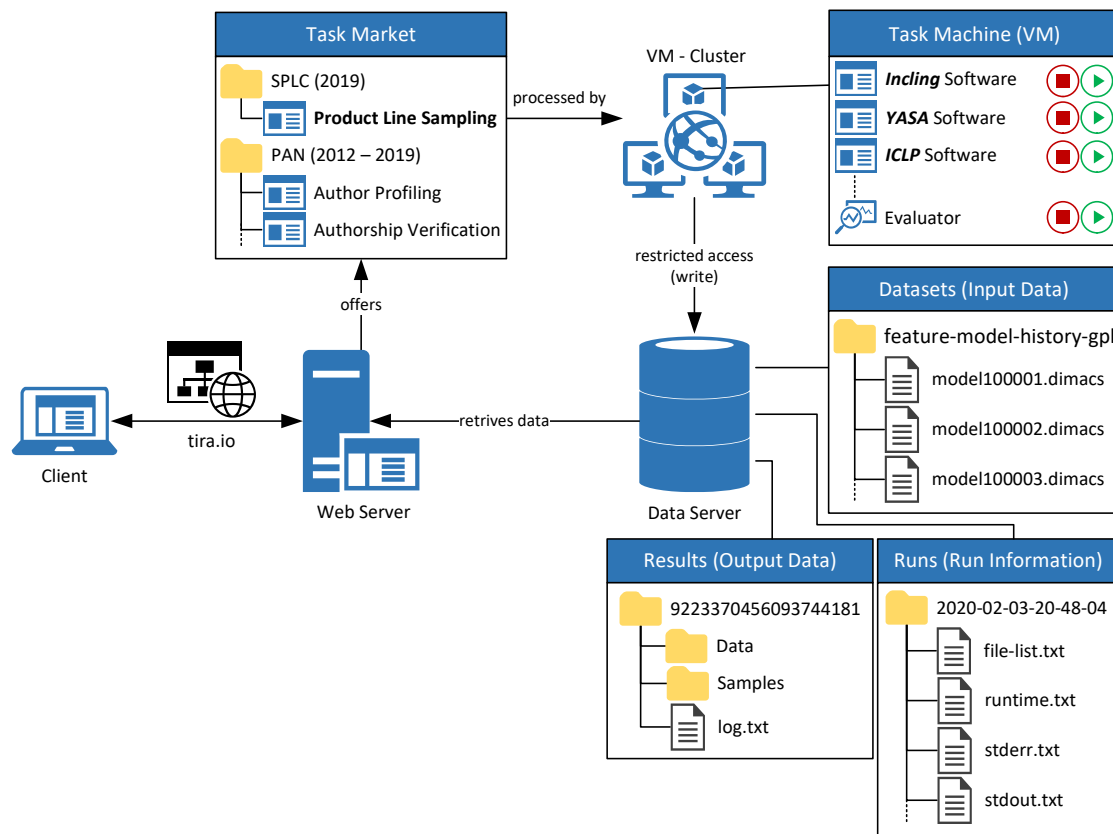 Task Market
SPLC (2019)
Product Line Sampling
PAN (2012 – 2019)
Author Profiling
Authorship Verification
processed by
VM - Cluster
Task Machine (VM)
Incling Software
YASA Software
ICLP Software
Evaluator
restricted access
(write)
offers
Datasets (Input Data)
feature-model-history-gpl
model100001.dimacs
model100002.dimacs
model100003.dimacs
tira.io
Client
Web Server
retrives data
Data Server
Results (Output Data)
9223370456093744181
Data
Samples
log.txt
Runs (Run Information)
2020-02-03-20-48-04
file-list.txt
runtime.txt
stderr.txt
stdout.txt